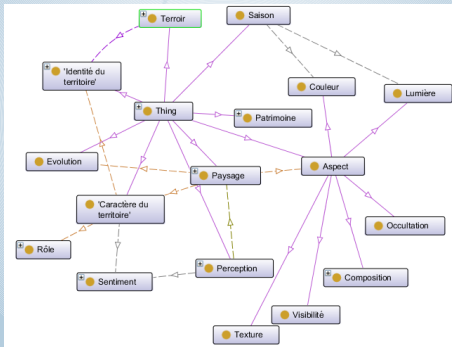 Terroir
Saison
'Identité du
territoire'
Couleur
Lumière
Thing
Patrimoine
Evolution
Paysage
Aspect
'Caractère du
territoire'
Occultation
Rôle
Perception
Composition
Sentiment
Visibilité
Texture